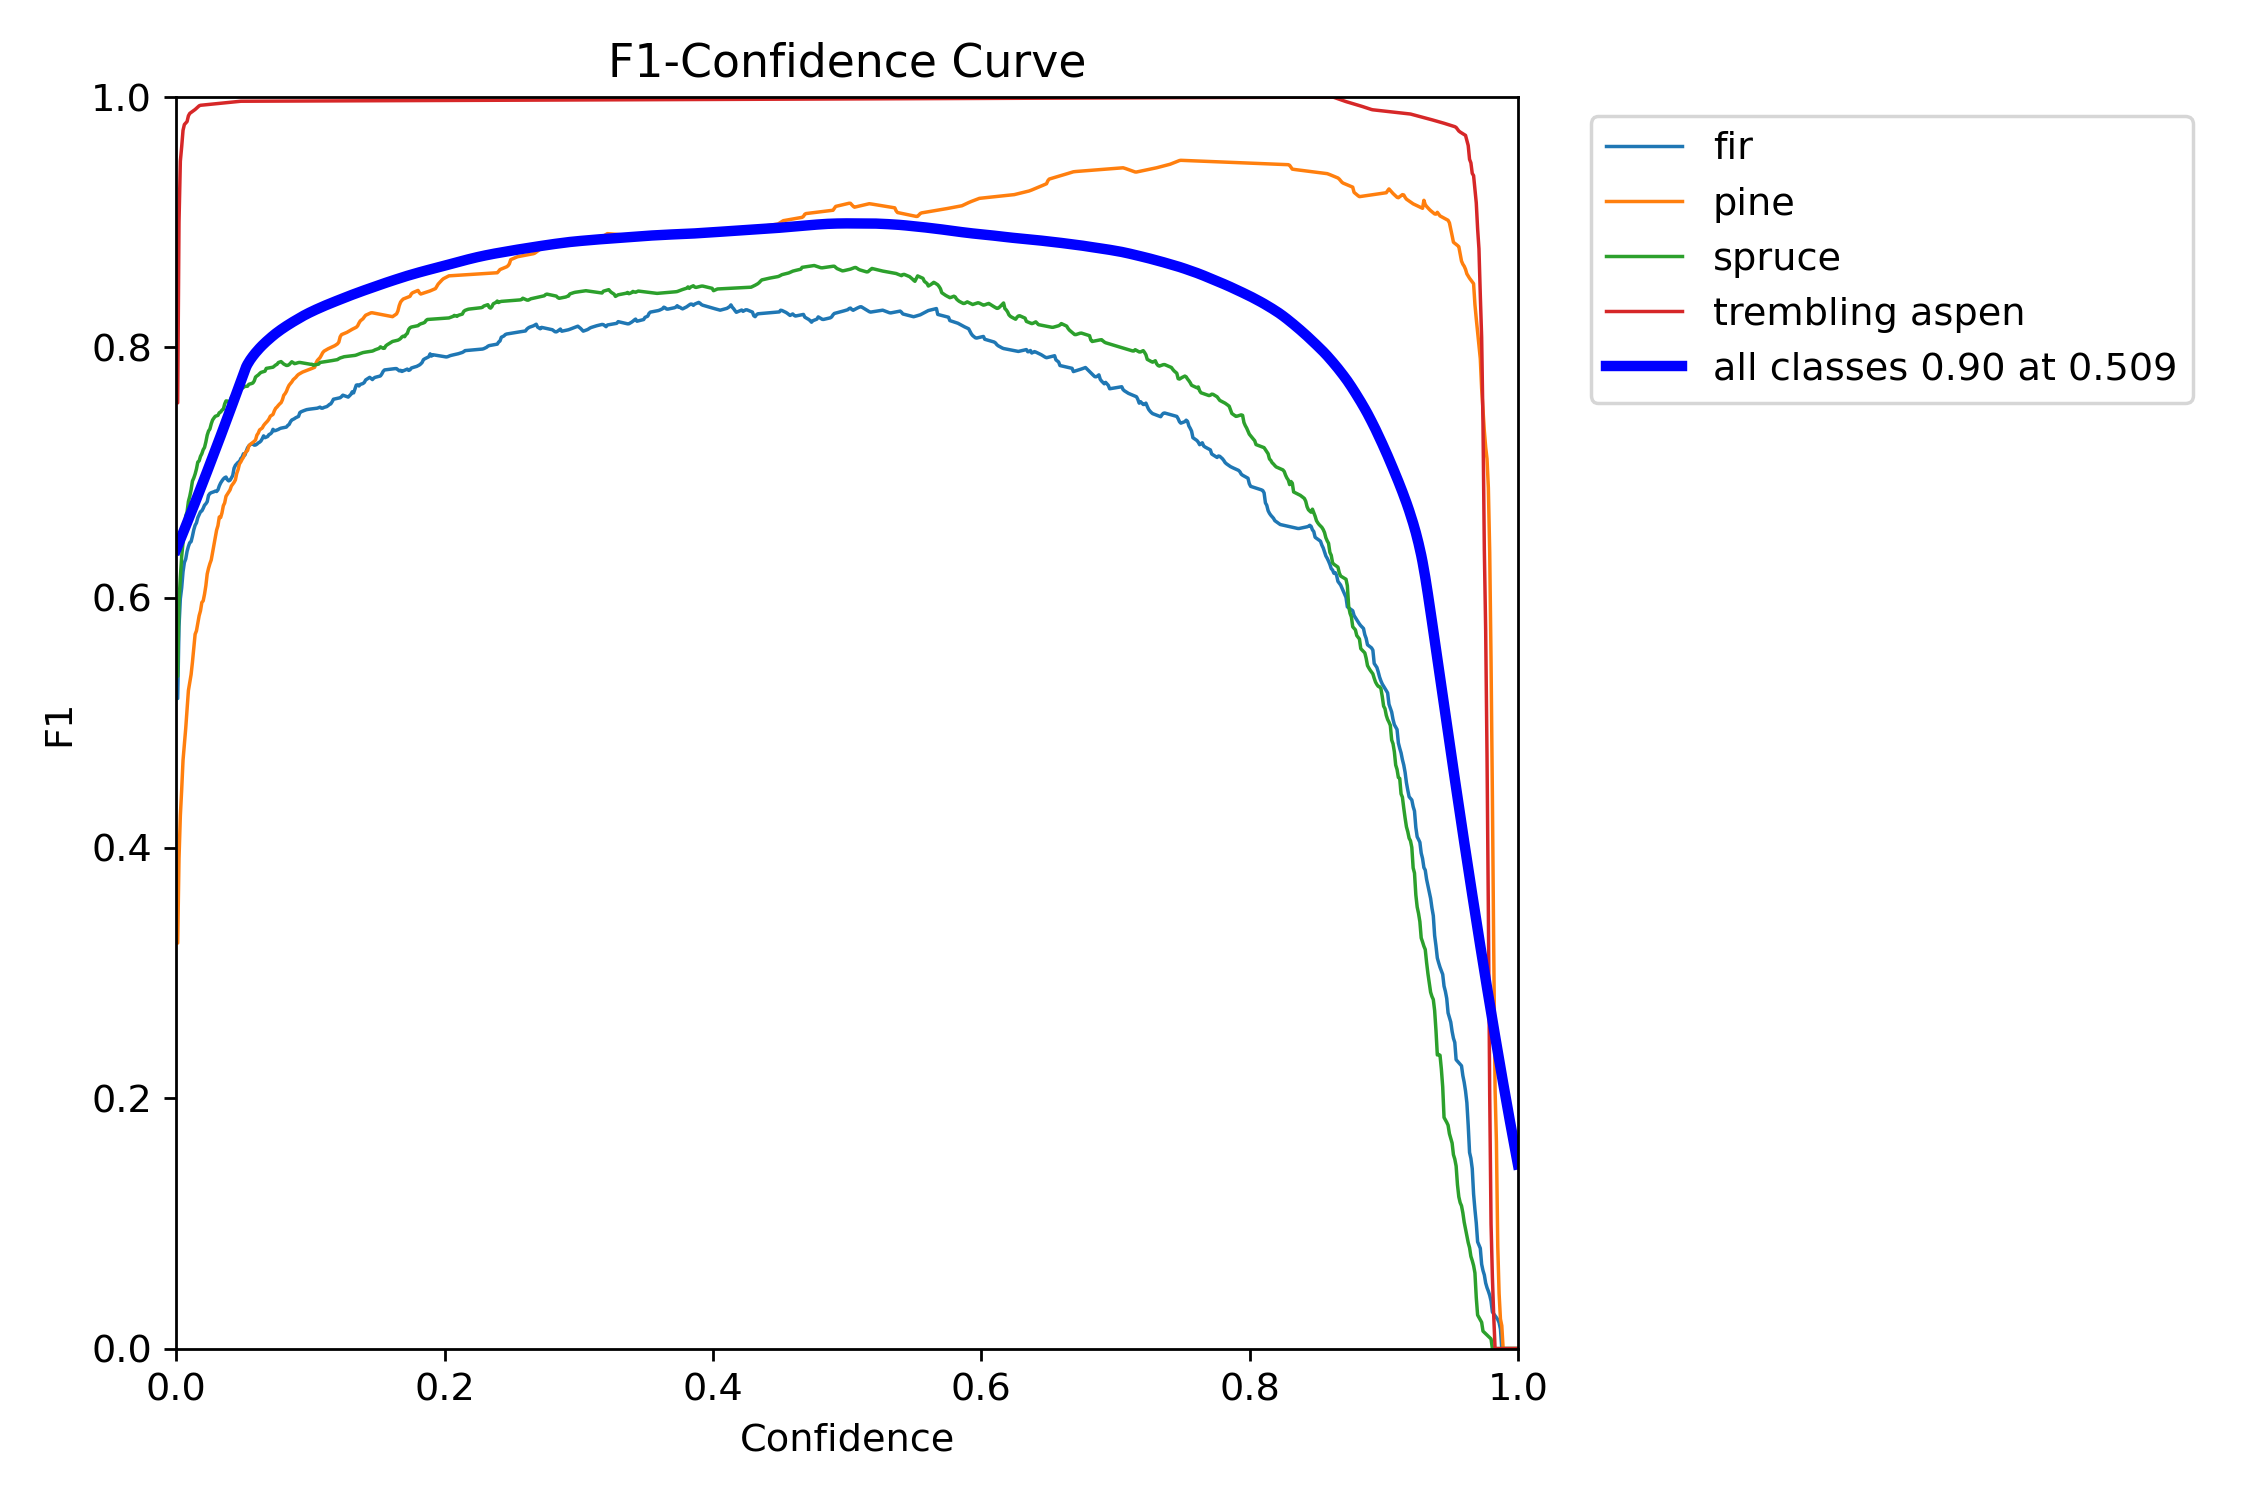 F1-Confidence Curve
1.0
0.8
0.6
0.4
0.2
0.0
F1
0.0 0.2 0.4 0.6 0.8 1.0
Confidence
fir
pine
spruce
trembling aspen
all classes 0.90 at 0.509